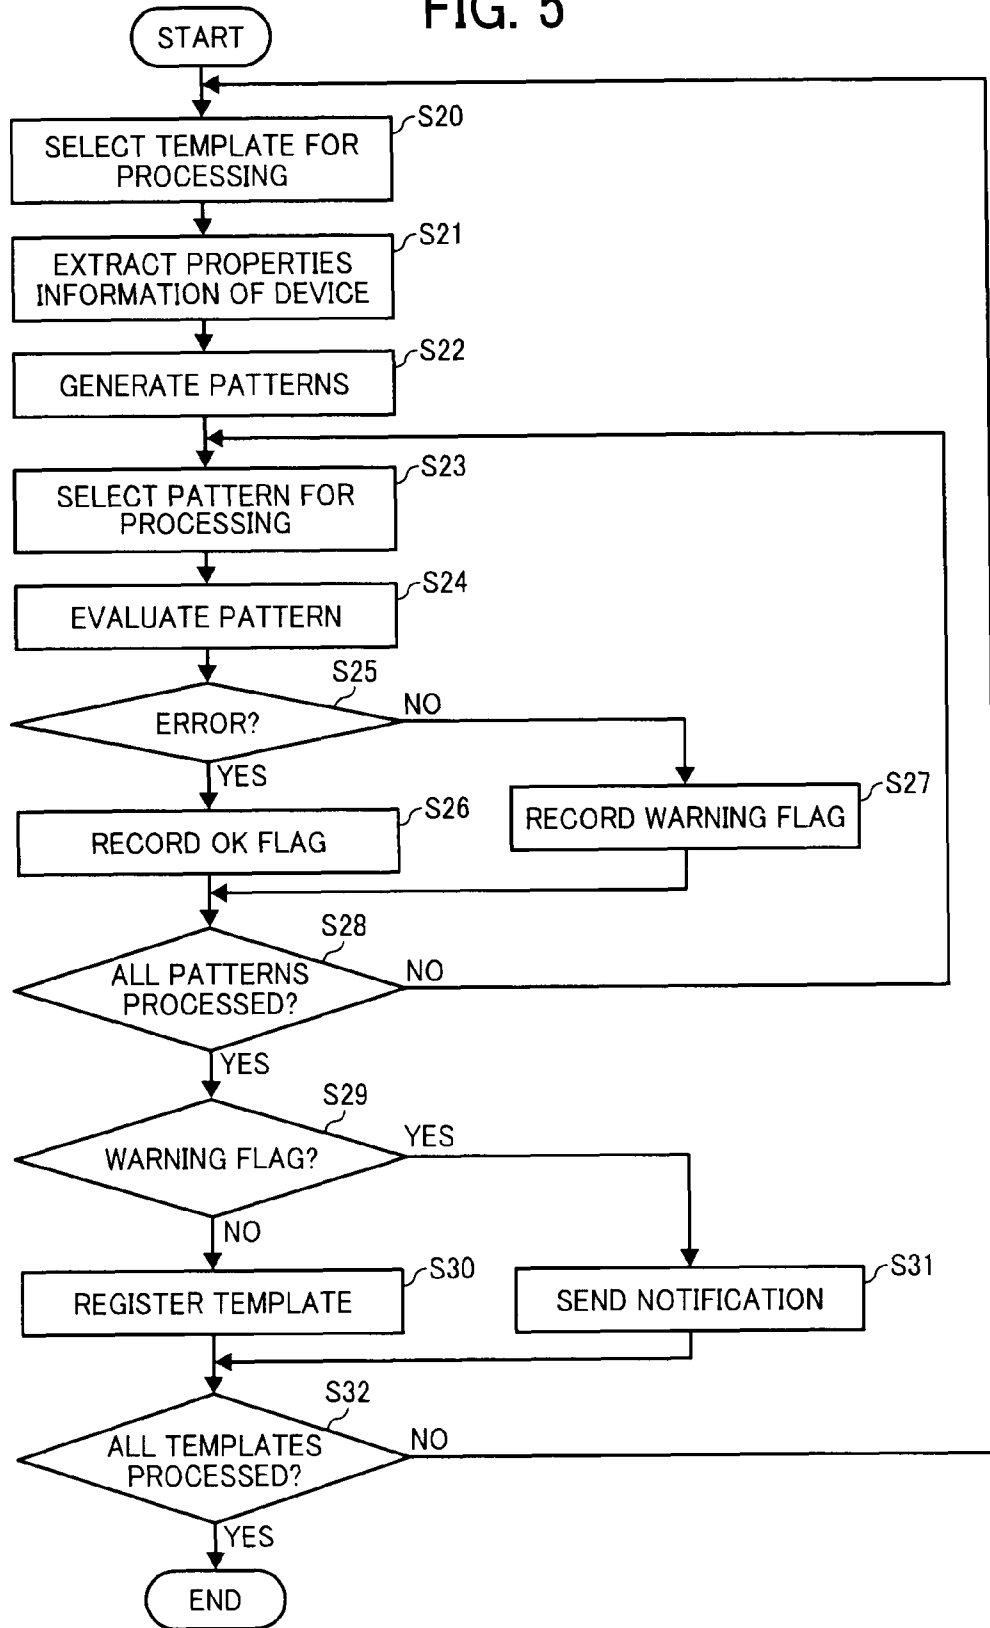 FIG. 5
START
S20
SELECT TEMPLATE FOR
PROCESSING
S21
EXTRACT PROPERTIES
INFORMATION OF DEVICE
S22
GENERATE PATTERNS
S23
SELECT PATTERN FOR
PROCESSING
S24
EVALUATE PATTERN
S25
ERROR?
NO
YES
S26
RECORD OK FLAG
S27
RECORD WARNING FLAG
S28
ALL PATTERNS
PROCESSED?
NO
YES
S29
WARNING FLAG?
YES
NO
S30
REGISTER TEMPLATE
S31
SEND NOTIFICATION
S32
ALL TEMPLATES
PROCESSED?
NO
YES
END